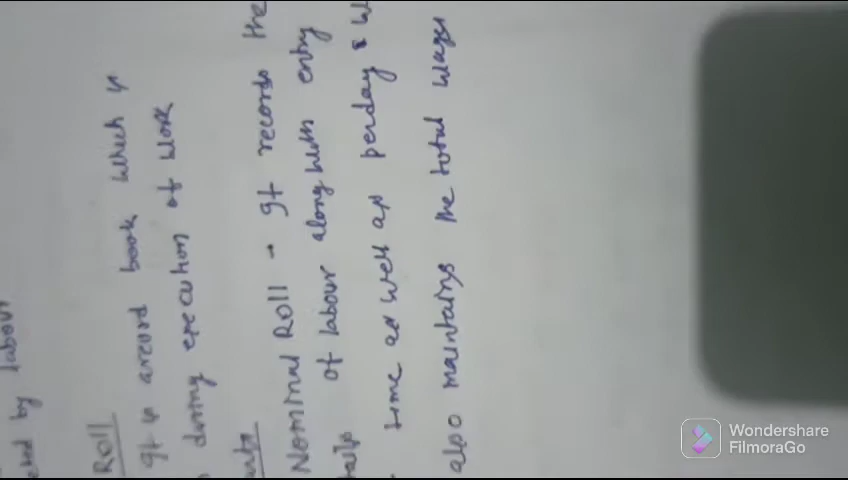 by labour
Roll
It is a record book which is
during execution of work
Nominal Roll → It records the
of labour along with entry
time as well as perday &
also maintains the total wages
Wondershare
FilmoraGo